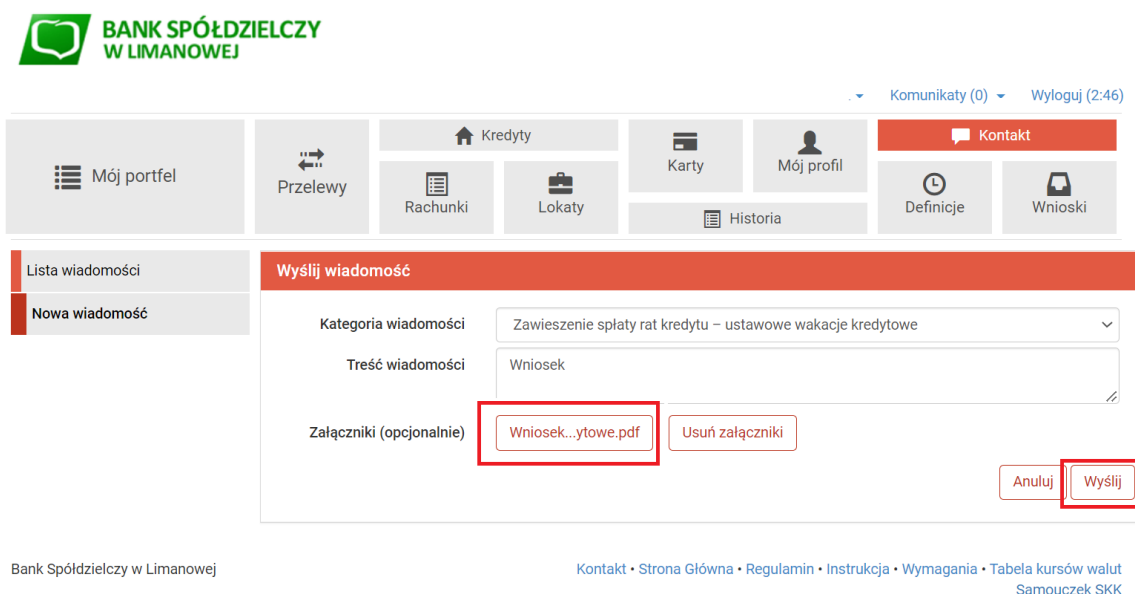 BANK SPÓŁDZIELCZY
W LIMANOWEJ
. Komunikaty (0) Wyloguj (2:46)
Mój portfel
Przelewy
Kredyty
Rachunki
Lokaty
Karty
Mój profil
Historia
Kontakt
Definicje
Wnioski
Lista wiadomości
Nowa wiadomość
Wyślij wiadomość
Kategoria wiadomości Zawieszenie spłaty rat kredytu – ustawowe wakacje kredytowe
Treść wiadomości Wniosek
Załączniki (opcjonalnie) Wniosek...ytowe.pdf Usuń załączniki
Anuluj Wyślij
Bank Spółdzielczy w Limanowej Kontakt • Strona Główna • Regulamin • Instrukcja • Wymagania • Tabela kursów walut
Samouczek SKK